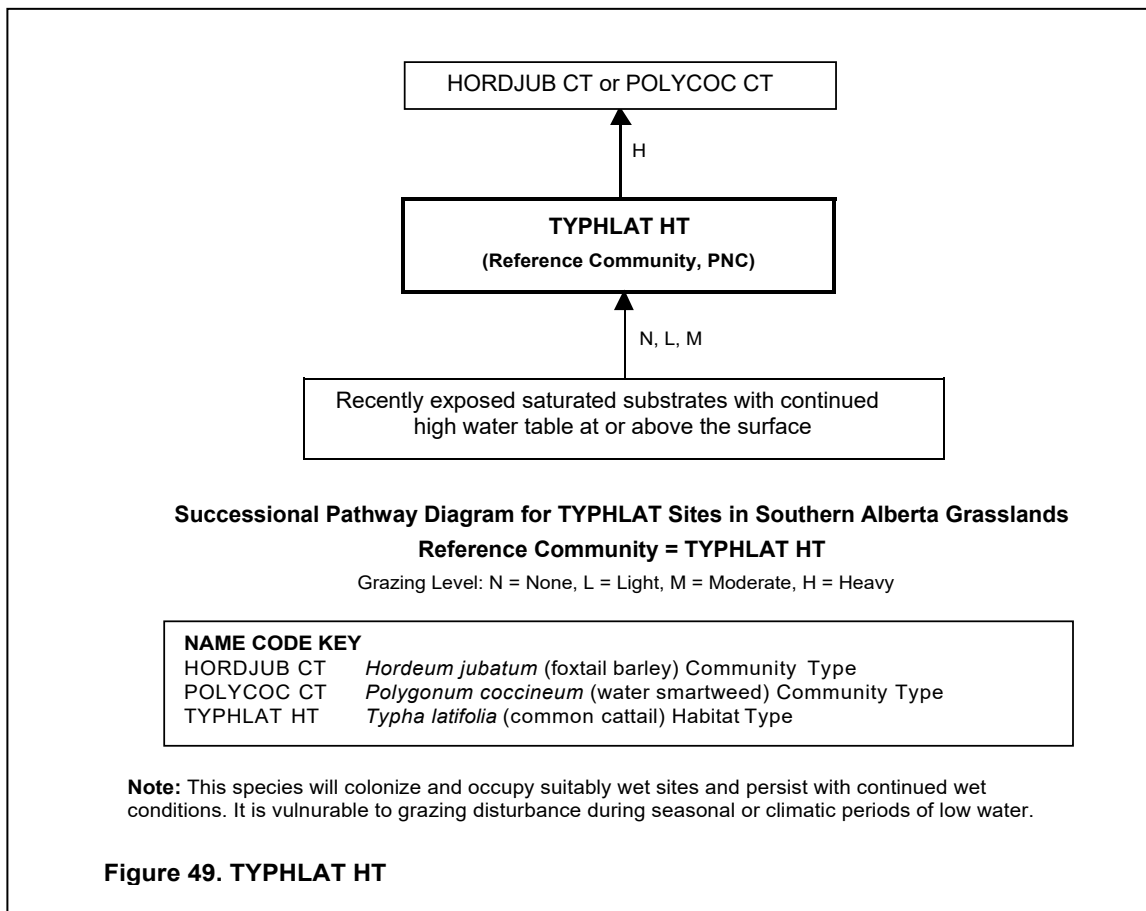 HORDJUB CT or POLYCOC CT
H
TYPHLAT HT
(Reference Community, PNC)
N, L, M
Recently exposed saturated substrates with continued
high water table at or above the surface
Successional Pathway Diagram for TYPHLAT Sites in Southern Alberta Grasslands
Reference Community = TYPHLAT HT
Grazing Level: N = None, L = Light, M = Moderate, H = Heavy
NAME CODE KEY
HORDJUB CT Hordeum jubatum (foxtail barley) Community Type
POLYCOC CT Polygonum coccineum (water smartweed) Community Type
TYPHLAT HT Typha latifolia (common cattail) Habitat Type
Note: This species will colonize and occupy suitably wet sites and persist with continued wet
conditions. It is vulnurable to grazing disturbance during seasonal or climatic periods of low water.
Figure 49. TYPHLAT HT